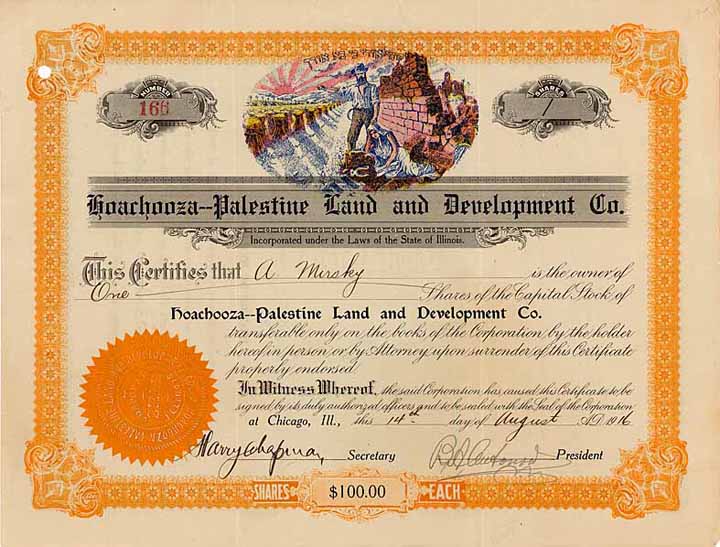 NUMBER
166
SHARES
Hoachooza--Palestine Land and Development Co.
Incorporated under the Laws of the State of Illinois.
This Certifies that A Mirsky is the owner of
One Shares of the Capital Stock of
Hoachooza--Palestine Land and Development Co.
transferable only on the books of the Corporation by the holder
hereof in person or by Attorney upon surrender of this Certificate
properly endorsed.
In Witness Whereof, the said Corporation has caused this Certificate to be
signed by its duly authorized officers and to be sealed with the Seal of the Corporation
at Chicago, Ill., this 14th day of August A.D. 1916
Harry Chapman, Secretary President
SHARES $100.00 EACH